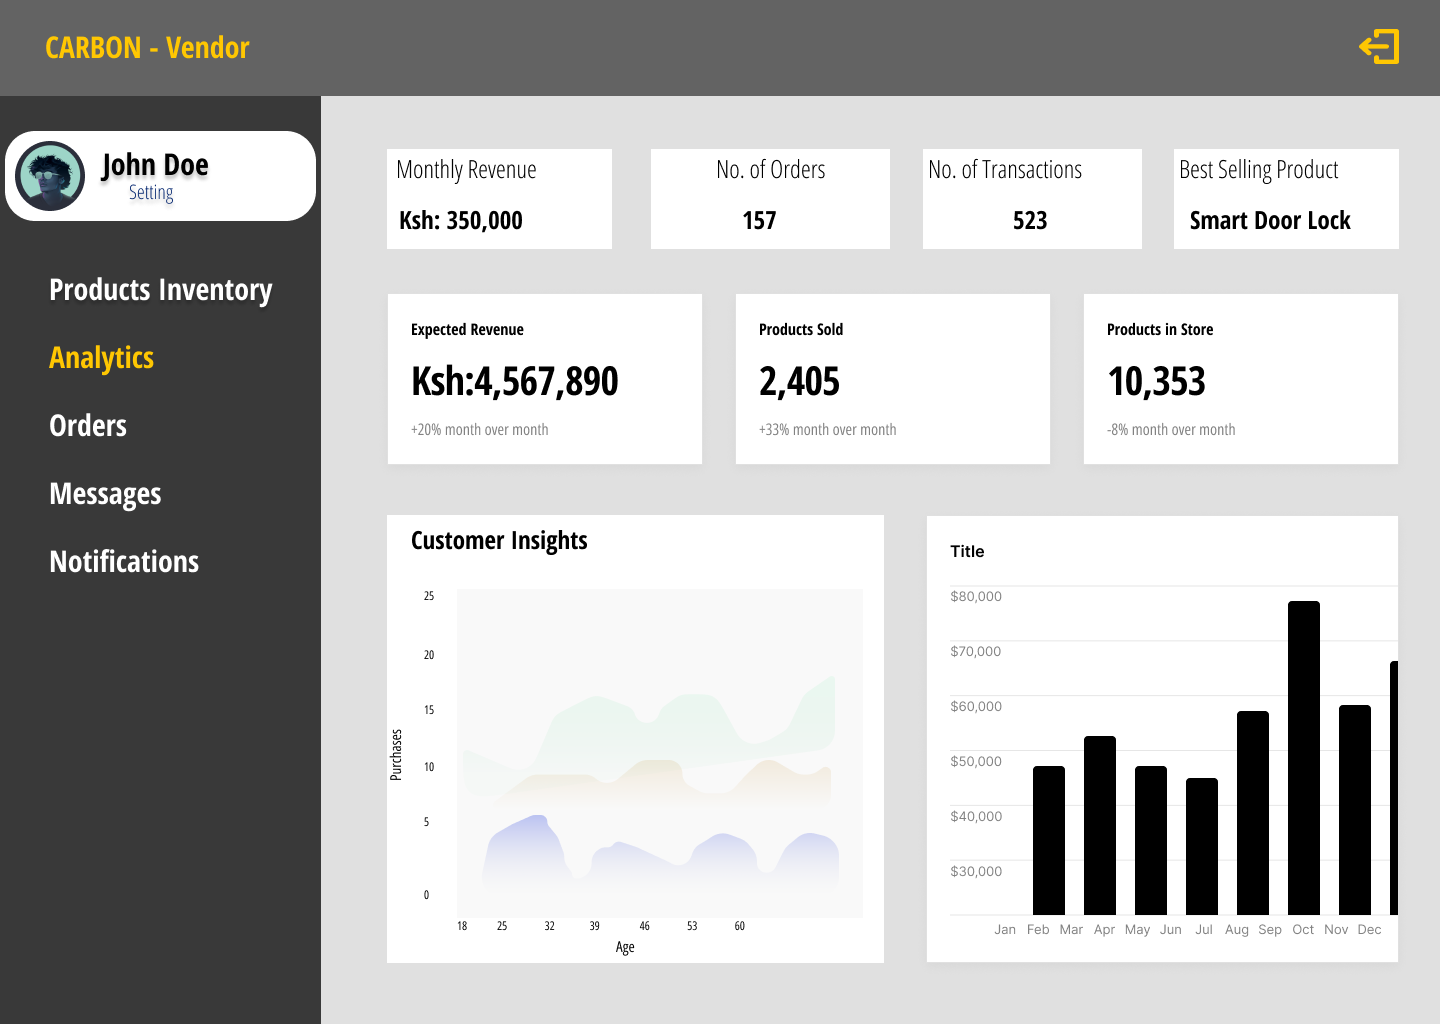 CARBON - Vendor
John Doe
Setting
Products Inventory
Analytics
Orders
Messages
Notifications
Monthly Revenue
Ksh: 350,000
No. of Orders
157
No. of Transactions
523
Best Selling Product
Smart Door Lock
Expected Revenue
Ksh:4,567,890
+20% month over month
Products Sold
2,405
+33% month over month
Products in Store
10,353
-8% month over month
Customer Insights
25
20
15
10
5
0
Purchases
18 25 32 39 46 53 60
Age
Title
$80,000
$70,000
$60,000
$50,000
$40,000
$30,000
Jan Feb Mar Apr May Jun Jul Aug Sep Oct Nov Dec